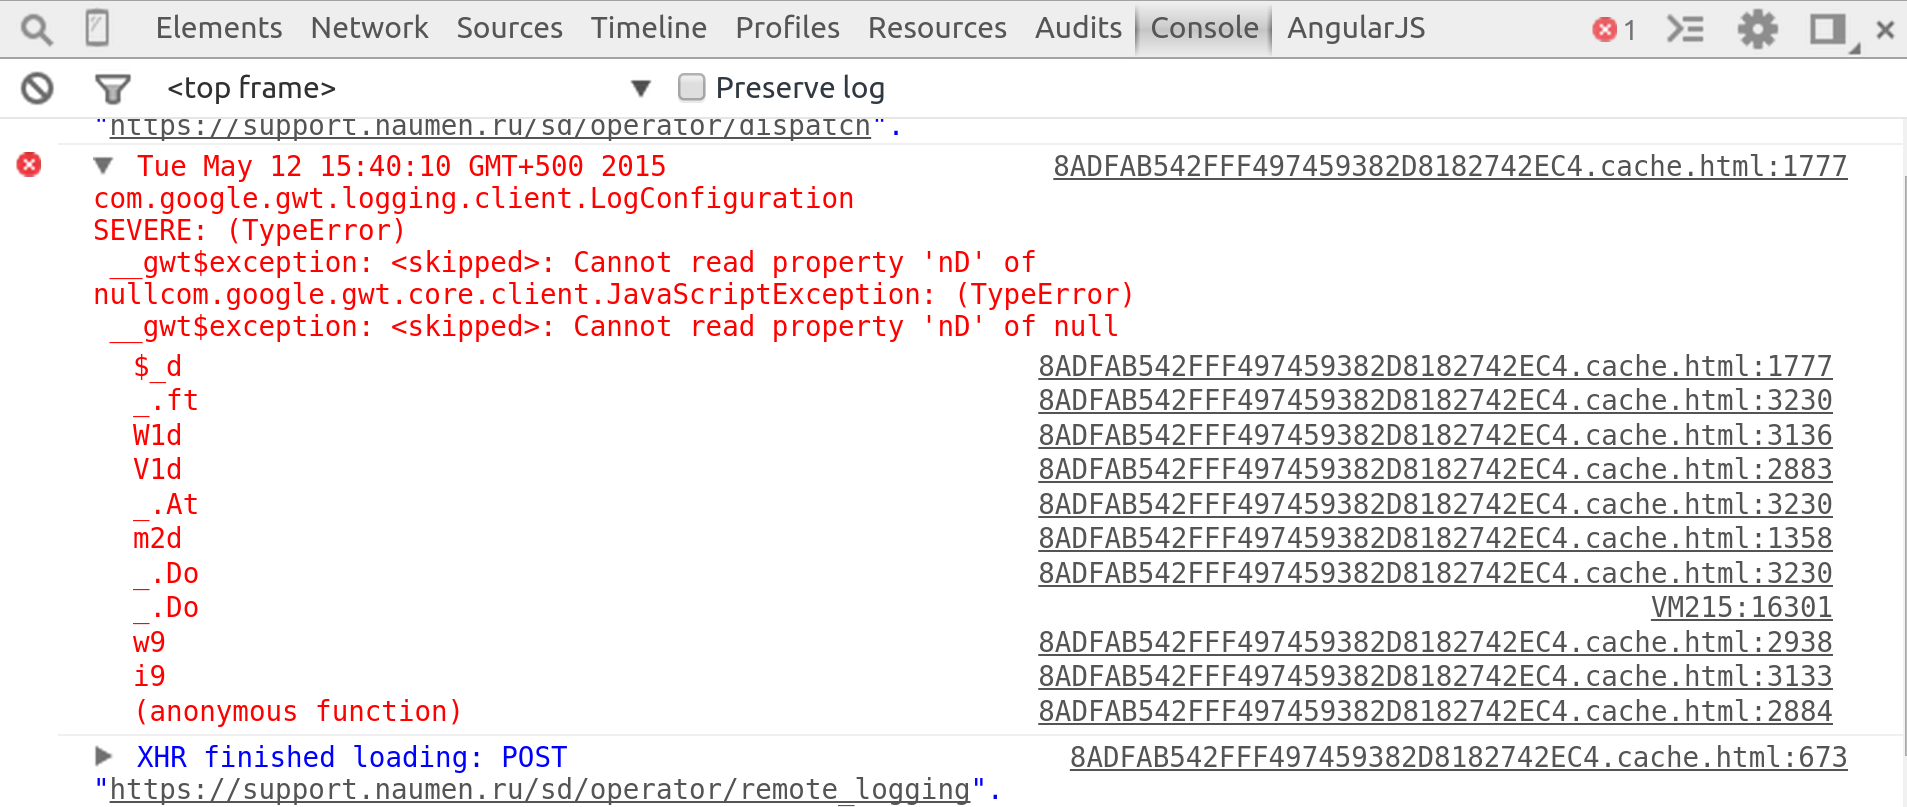 Elements Network Sources Timeline Profiles Resources Audits Console AngularJS 1
<top frame> Preserve log
"https://support.naumen.ru/sd/operator/dispatch".
Tue May 12 15:40:10 GMT+500 2015 8ADFAB542FFF497459382D8182742EC4.cache.html:1777
com.google.gwt.logging.client.LogConfiguration
SEVERE: (TypeError)
__gwt$exception: <skipped>: Cannot read property 'nD' of
nullcom.google.gwt.core.client.JavaScriptException: (TypeError)
__gwt$exception: <skipped>: Cannot read property 'nD' of null
$_d 8ADFAB542FFF497459382D8182742EC4.cache.html:1777
_.ft 8ADFAB542FFF497459382D8182742EC4.cache.html:3230
W1d 8ADFAB542FFF497459382D8182742EC4.cache.html:3136
V1d 8ADFAB542FFF497459382D8182742EC4.cache.html:2883
_.At 8ADFAB542FFF497459382D8182742EC4.cache.html:3230
m2d 8ADFAB542FFF497459382D8182742EC4.cache.html:1358
_.Do 8ADFAB542FFF497459382D8182742EC4.cache.html:3230
_.Do VM215:16301
w9 8ADFAB542FFF497459382D8182742EC4.cache.html:2938
i9 8ADFAB542FFF497459382D8182742EC4.cache.html:3133
(anonymous function) 8ADFAB542FFF497459382D8182742EC4.cache.html:2884
XHR finished loading: POST 8ADFAB542FFF497459382D8182742EC4.cache.html:673
"https://support.naumen.ru/sd/operator/remote_logging".